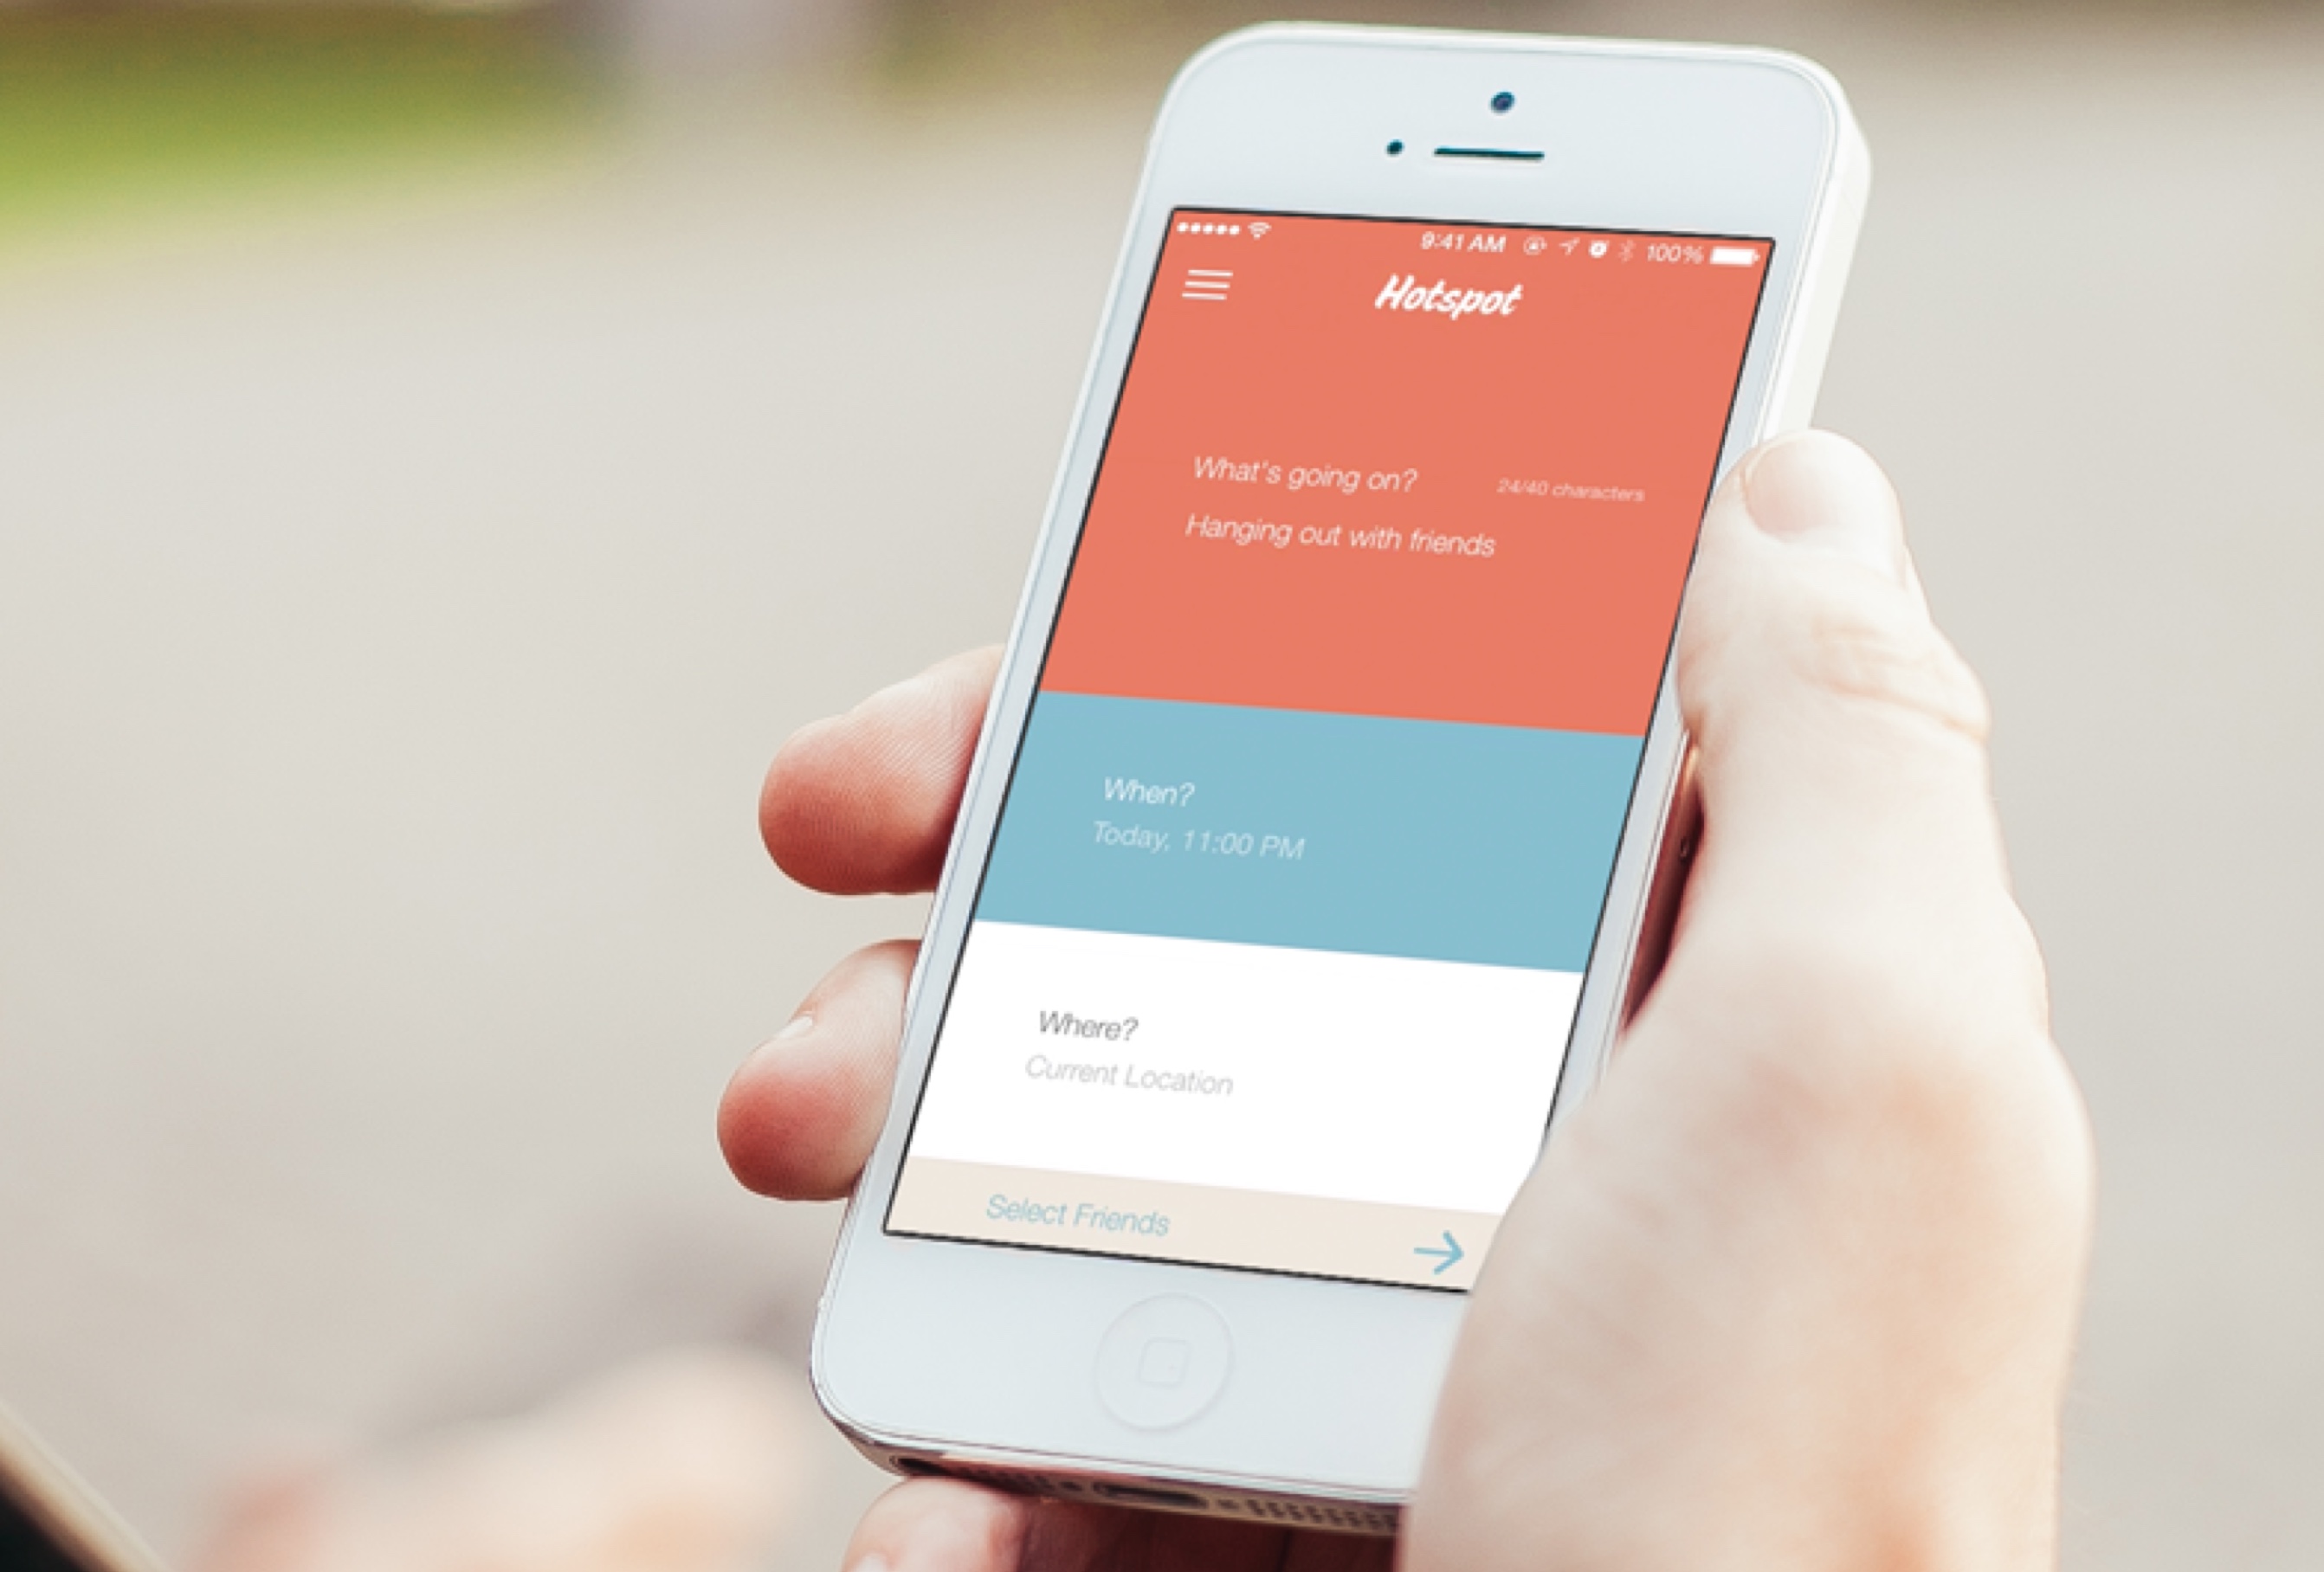 9:41 AM 100%
Hotspot
What's going on? 24/40 characters
Hanging out with friends
When?
Today, 11:00 PM
Where?
Current Location
Select Friends